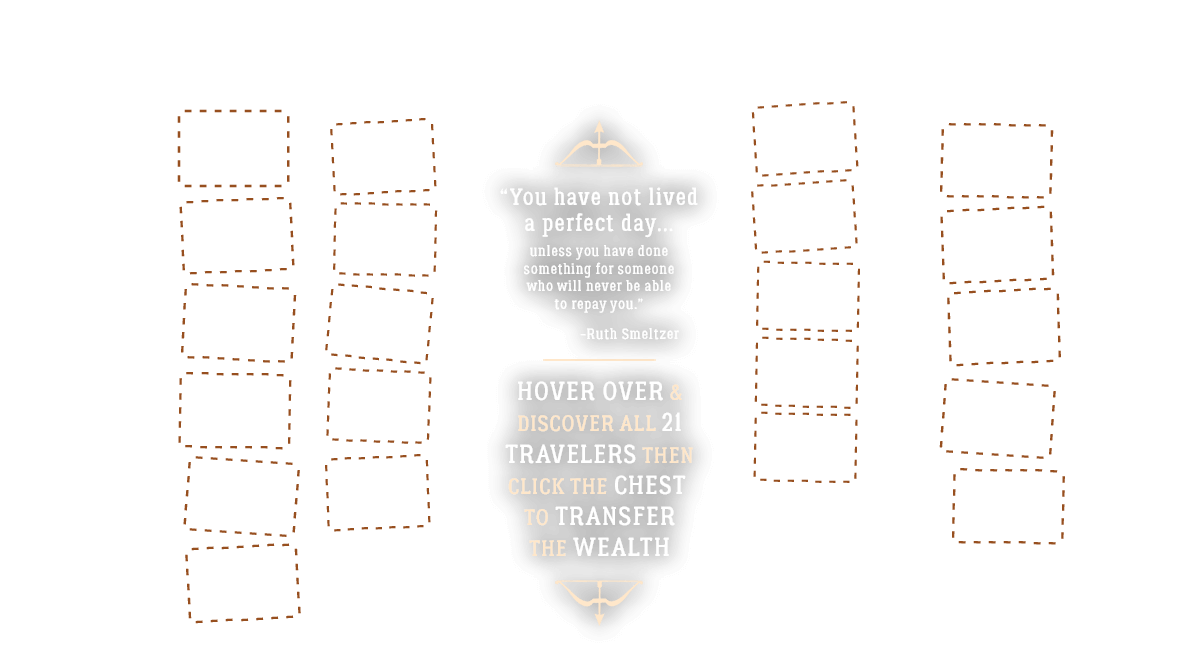 “You have not lived
a perfect day...
unless you have done
something for someone
who will never be able
to repay you.”
-Ruth Smeltzer
HOVER OVER &
DISCOVER ALL 21
TRAVELERS THEN
CLICK THE CHEST
TO TRANSFER
THE WEALTH